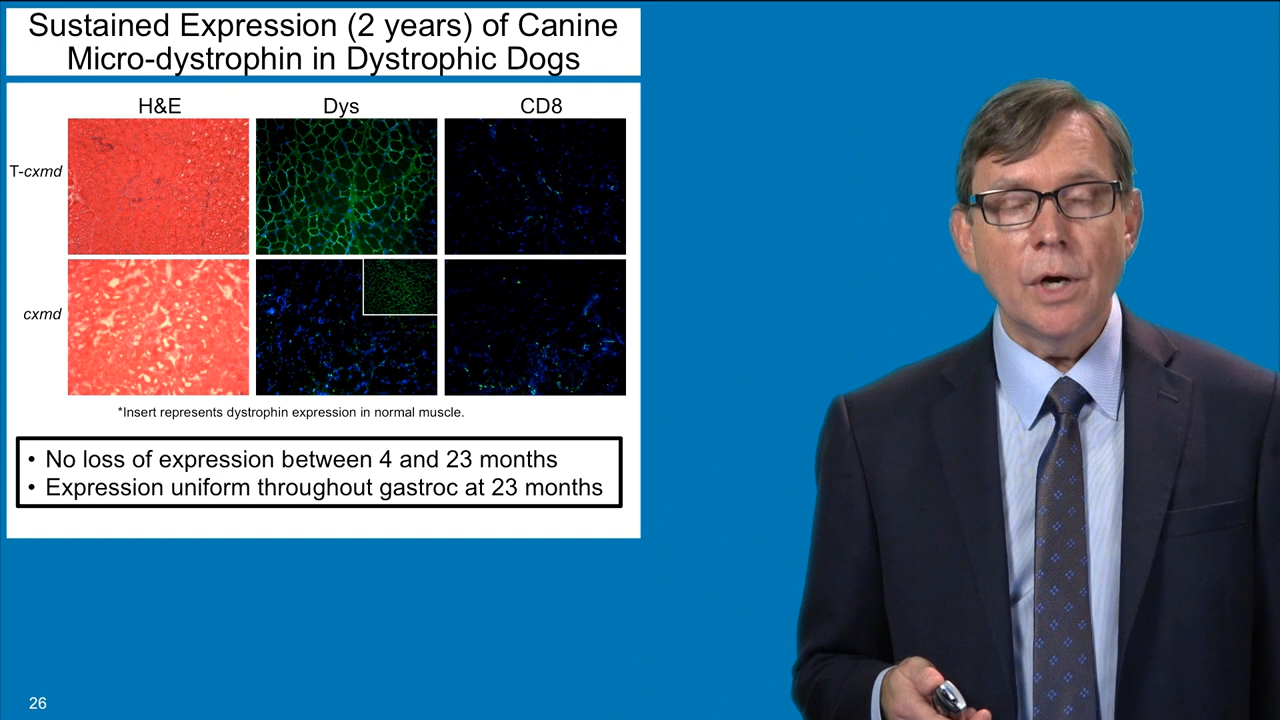 Sustained Expression (2 years) of Canine
Micro-dystrophin in Dystrophic Dogs
H&E Dys CD8
T-cxmd
cxmd
*Insert represents dystrophin expression in normal muscle.
• No loss of expression between 4 and 23 months
• Expression uniform throughout gastroc at 23 months
26